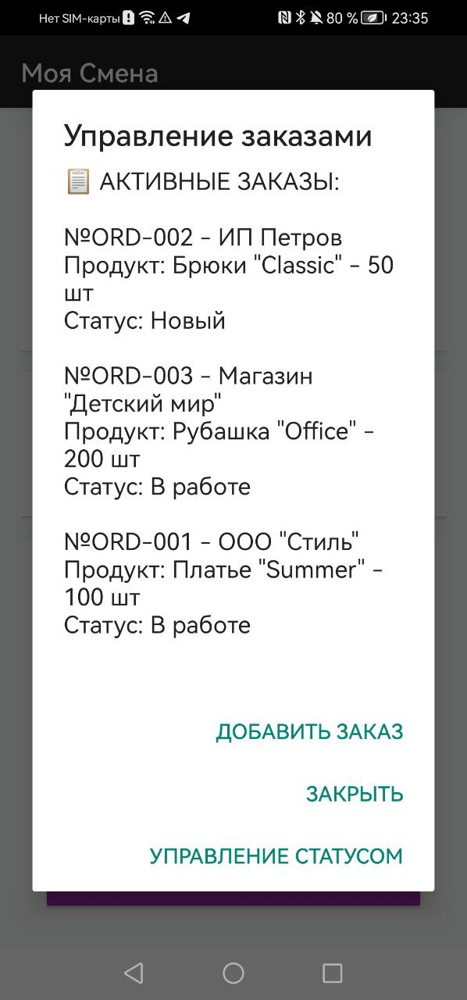 Нет SIM-карты 80 % 23:35
Моя Смена
Управление заказами
АКТИВНЫЕ ЗАКАЗЫ:
№ORD-002 - ИП Петров
Продукт: Брюки "Classic" - 50
шт
Статус: Новый
№ORD-003 - Магазин
"Детский мир"
Продукт: Рубашка "Office" -
200 шт
Статус: В работе
№ORD-001 - ООО "Стиль"
Продукт: Платье "Summer" -
100 шт
Статус: В работе
ДОБАВИТЬ ЗАКАЗ
ЗАКРЫТЬ
УПРАВЛЕНИЕ СТАТУСОМ